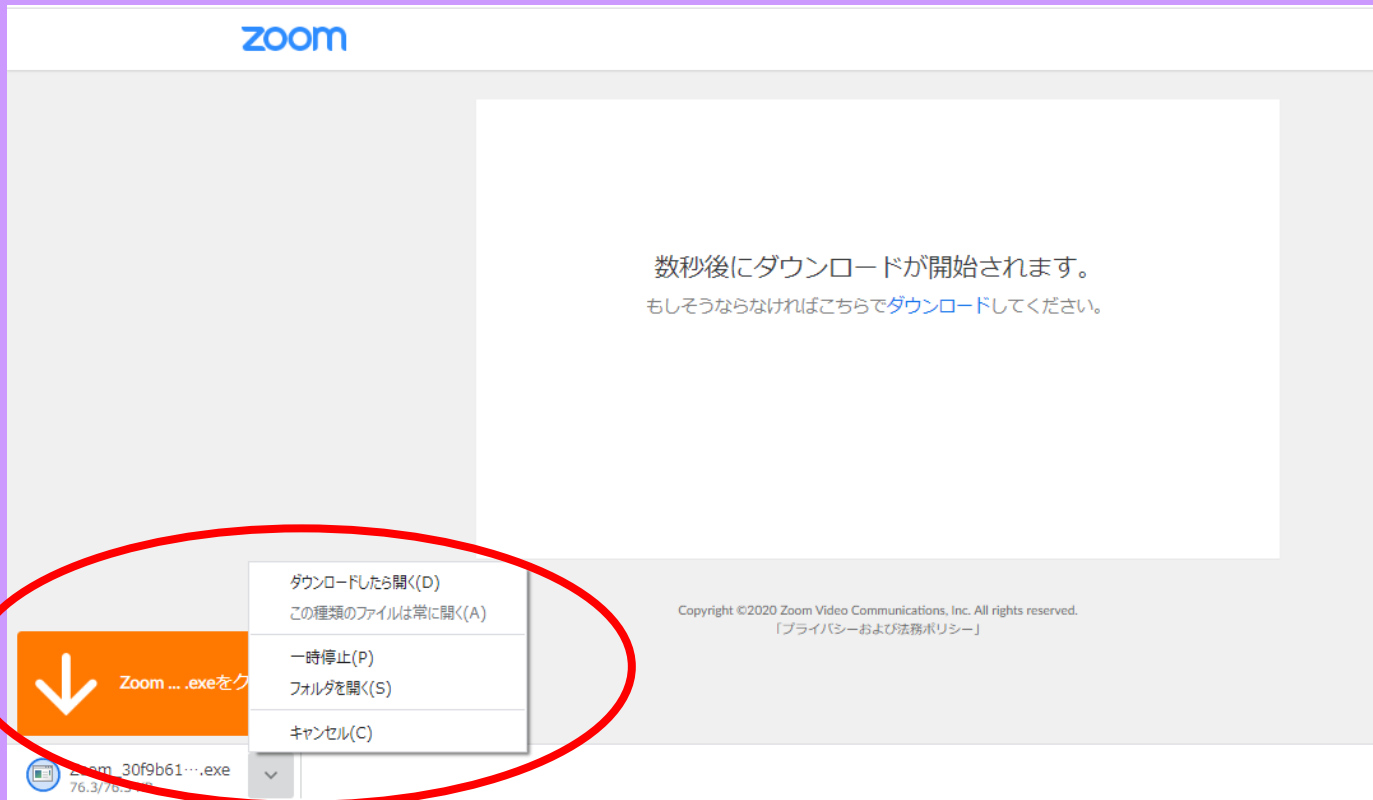 zoom
数秒後にダウンロードが開始されます。
もしそうならなければこちらでダウンロードしてください。
ダウンロードしたら開く(D)
この種類のファイルは常に開く(A)
一時停止(P)
フォルダを開く(S)
キャンセル(C)
Copyright ©2020 Zoom Video Communications, Inc. All rights reserved.
「プライバシーおよび法務ポリシー」
Zoom ... .exeをク
Zoom_30f9b61….exe